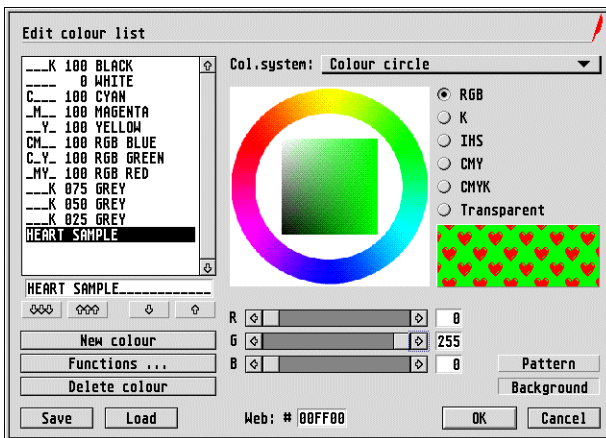 Edit colour list
Col.system: Colour circle
___K 100 BLACK
____   0 WHITE
C___ 100 CYAN
_M__ 100 MAGENTA
__Y_ 100 YELLOW
CM__ 100 RGB BLUE
C_Y_ 100 RGB GREEN
_MY_ 100 RGB RED
___K 075 GREY
___K 050 GREY
___K 025 GREY
HEART SAMPLE
RGB
K
IHS
CMY
CMYK
Transparent
HEART SAMPLE____________
R 0
G 255
B 0
New colour
Functions ...
Delete colour
Pattern
Background
Save
Load
Web: # 00FF00
OK
Cancel